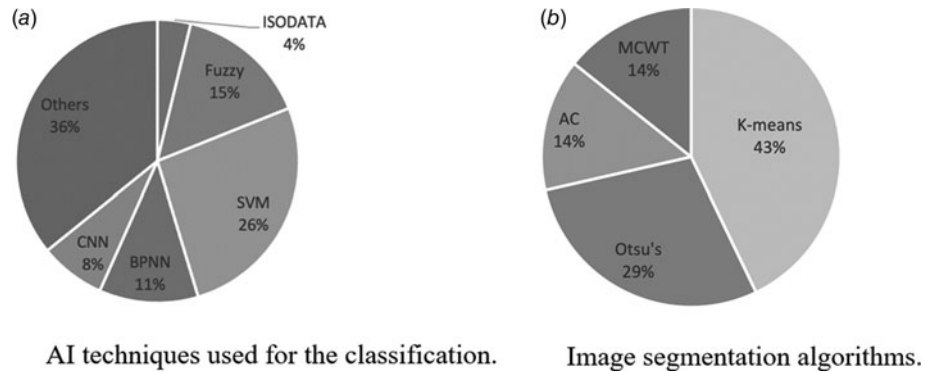 (a)
ISODATA
4%
Fuzzy
15%
Others
36%
SVM
26%
CNN
8%
BPNN
11%
AI techniques used for the classification.
(b)
MCWT
14%
K-means
43%
AC
14%
Otsu's
29%
Image segmentation algorithms.